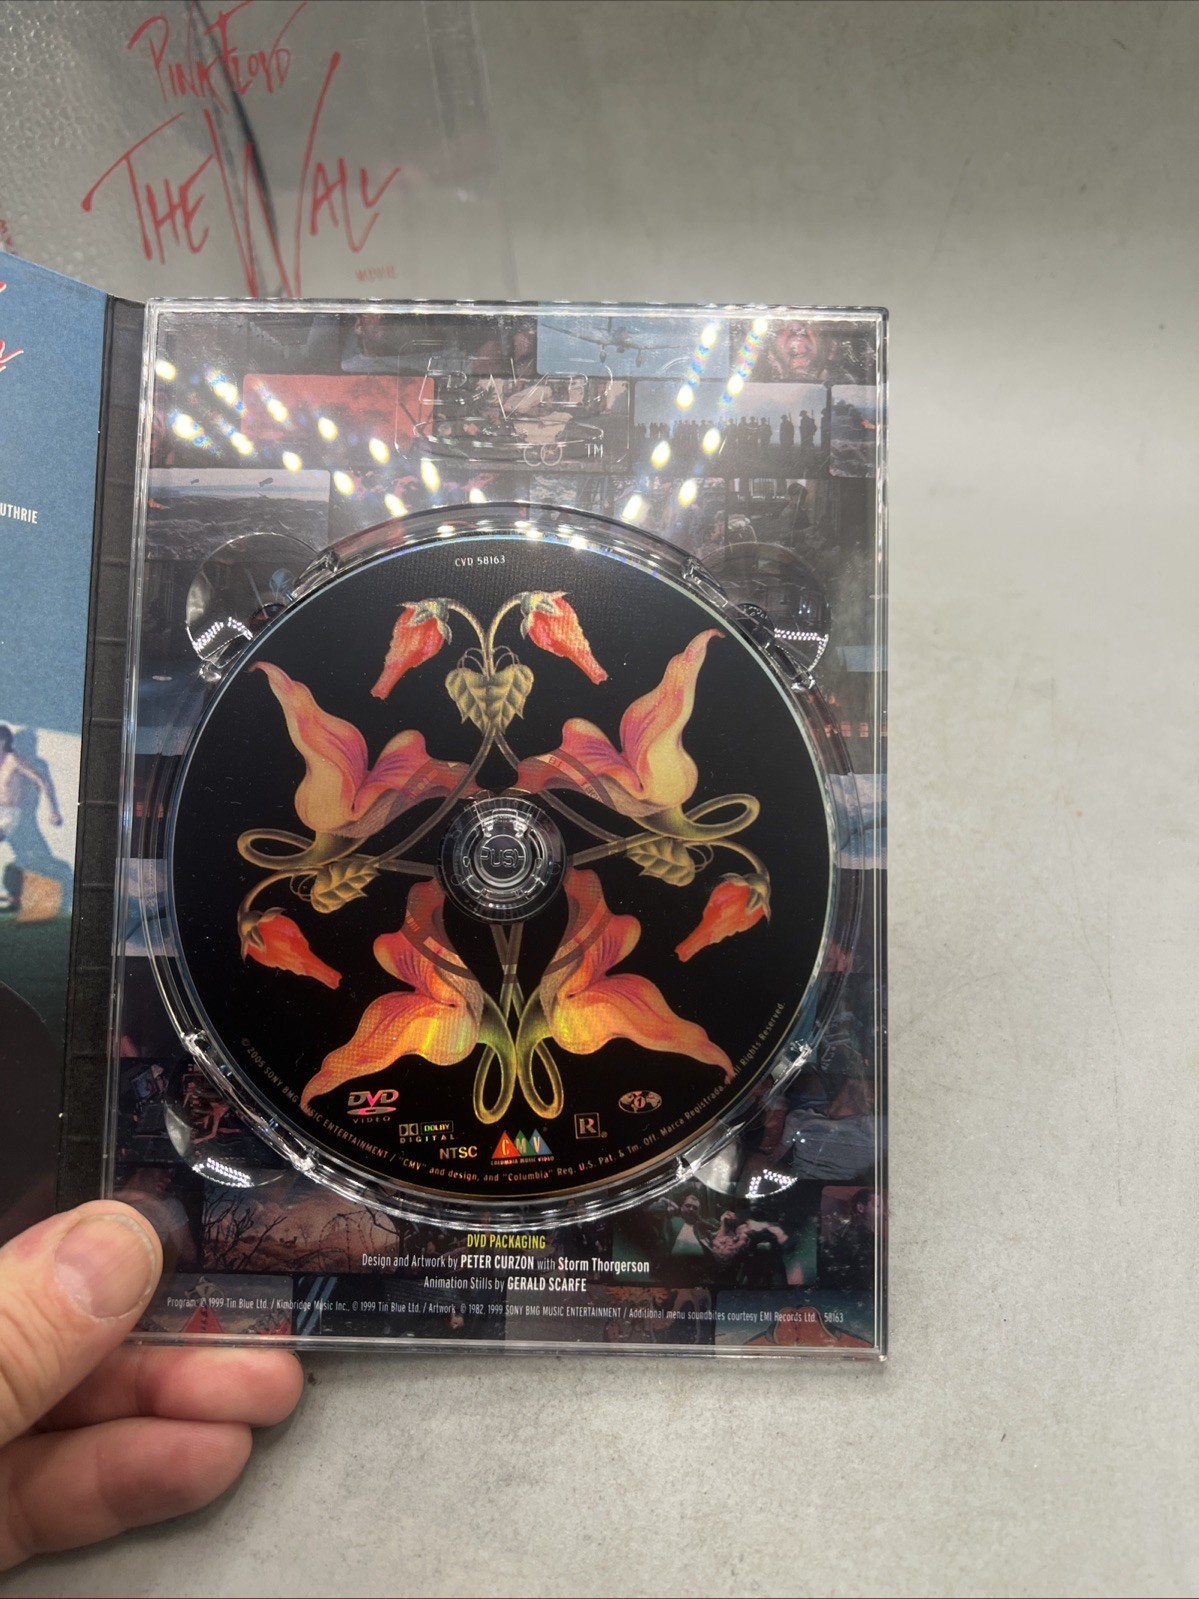 PINK FLOYD
THE WALL
UTHRIE
DVD
TM
CVD 58163
PUSH
DVD
VIDEO
DOLBY
DIGITAL
NTSC
CMV
COLUMBIA MUSIC VIDEO
R
1
© 2005 SONY BMG MUSIC ENTERTAINMENT / "CMV" and design, and "Columbia" Reg. U.S. Pat. & Tm. Off. Marca Registrada. All Rights Reserved.
DVD PACKAGING
Design and Artwork by PETER CURZON with Storm Thorgerson
Animation Stills by GERALD SCARFE
Program © 1999 Tin Blue Ltd. / Kimbridge Music Inc., © 1999 Tin Blue Ltd. / Artwork © 1982, 1999 SONY BMG MUSIC ENTERTAINMENT / Additional menu soundbites courtesy EMI Records Ltd. 58163